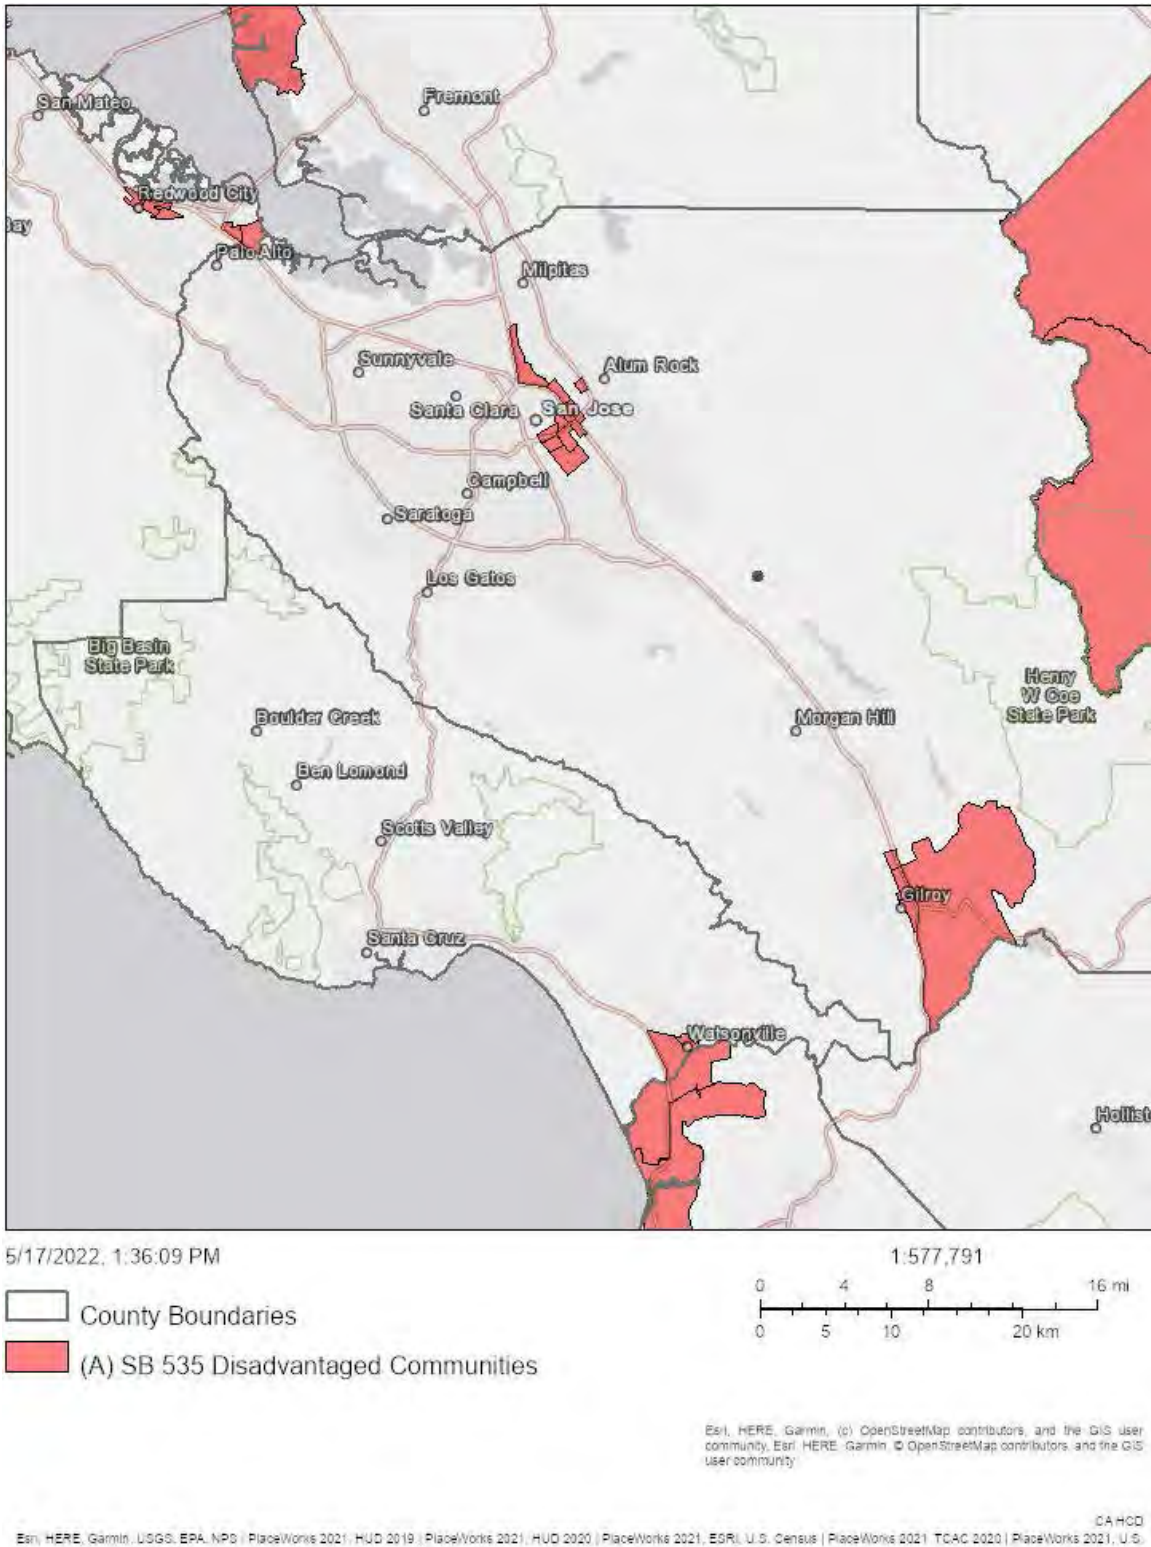 San Mateo
Fremont
Redwood City
Bay
Palo Alto
Milpitas
Sunnyvale
Alum Rock
Santa Clara
San Jose
Campbell
Saratoga
Los Gatos
Big Basin
State Park
Henry
W Coe
State Park
Boulder Creek
Morgan Hill
Ben Lomond
Scotts Valley
Gilroy
Santa Cruz
Watsonville
Hollist
5/17/2022, 1:36:09 PM
1:577,791
0 4 8 16 mi
0 5 10 20 km
County Boundaries
(A) SB 535 Disadvantaged Communities
Esri, HERE, Garmin, (c) OpenStreetMap contributors, and the GIS user
community, Esri, HERE, Garmin, © OpenStreetMap contributors, and the GIS
user community
CA HCD
Esri, HERE, Garmin, USGS, EPA, NPS | PlaceWorks 2021, HUD 2019 | PlaceWorks 2021, HUD 2020 | PlaceWorks 2021, ESRI, U.S. Census | PlaceWorks 2021, TCAC 2020 | PlaceWorks 2021, U.S.